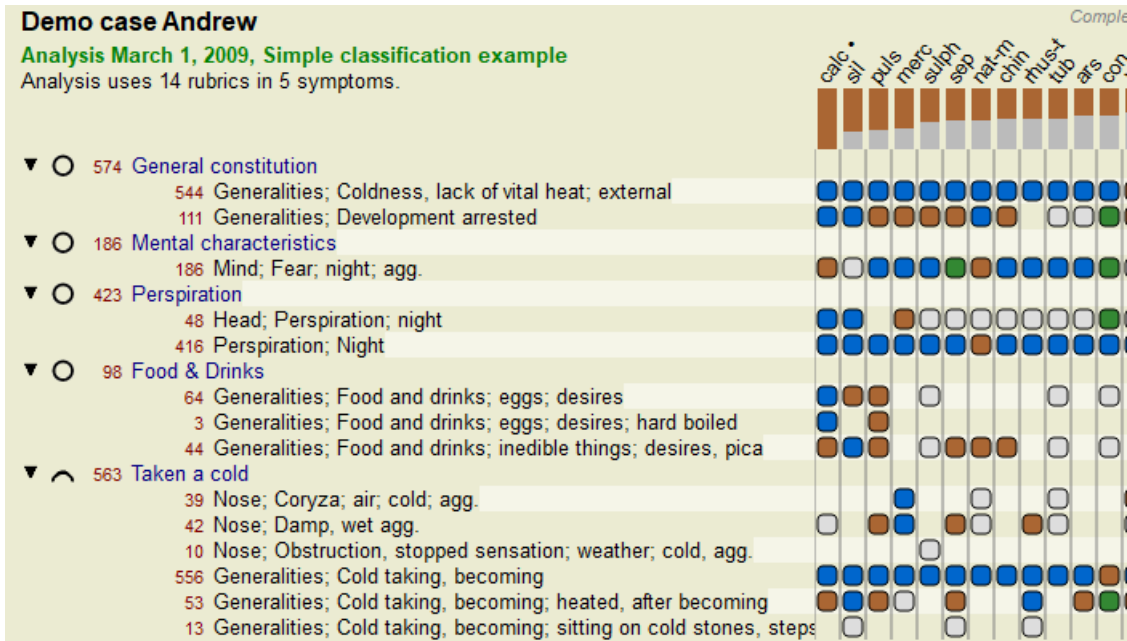 Demo case Andrew
Comple
Analysis March 1, 2009, Simple classification example
Analysis uses 14 rubrics in 5 symptoms.
calc sil puls merc sulph sep nat-m chin rhus-t tub ars con
574 General constitution
544 Generalities; Coldness, lack of vital heat; external
111 Generalities; Development arrested
186 Mental characteristics
186 Mind; Fear; night; agg.
423 Perspiration
48 Head; Perspiration; night
416 Perspiration; Night
98 Food & Drinks
64 Generalities; Food and drinks; eggs; desires
3 Generalities; Food and drinks; eggs; desires; hard boiled
44 Generalities; Food and drinks; inedible things; desires, pica
563 Taken a cold
39 Nose; Coryza; air; cold; agg.
42 Nose; Damp, wet agg.
10 Nose; Obstruction, stopped sensation; weather; cold, agg.
556 Generalities; Cold taking, becoming
53 Generalities; Cold taking, becoming; heated, after becoming
13 Generalities; Cold taking, becoming; sitting on cold stones, steps